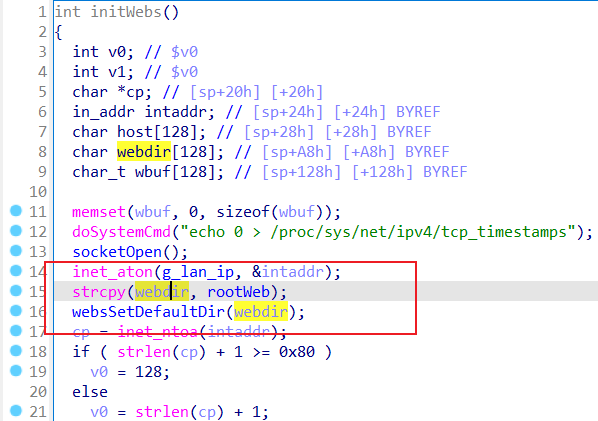 1 int initWebs()
2 {
3 int v0; // $v0
4 int v1; // $v0
5 char *cp; // [sp+20h] [+20h]
6 in_addr intaddr; // [sp+24h] [+24h] BYREF
7 char host[128]; // [sp+28h] [+28h] BYREF
8 char webdir[128]; // [sp+A8h] [+A8h] BYREF
9 char_t wbuf[128]; // [sp+128h] [+128h] BYREF
10
11 memset(wbuf, 0, sizeof(wbuf));
12 doSystemCmd("echo 0 > /proc/sys/net/ipv4/tcp_timestamps");
13 socketOpen();
14 inet_aton(g_lan_ip, &intaddr);
15 strcpy(webdir, rootWeb);
16 websSetDefaultDir(webdir);
17 cp = inet_ntoa(intaddr);
18 if ( strlen(cp) + 1 >= 0x80 )
19 v0 = 128;
20 else
21 v0 = strlen(cp) + 1;